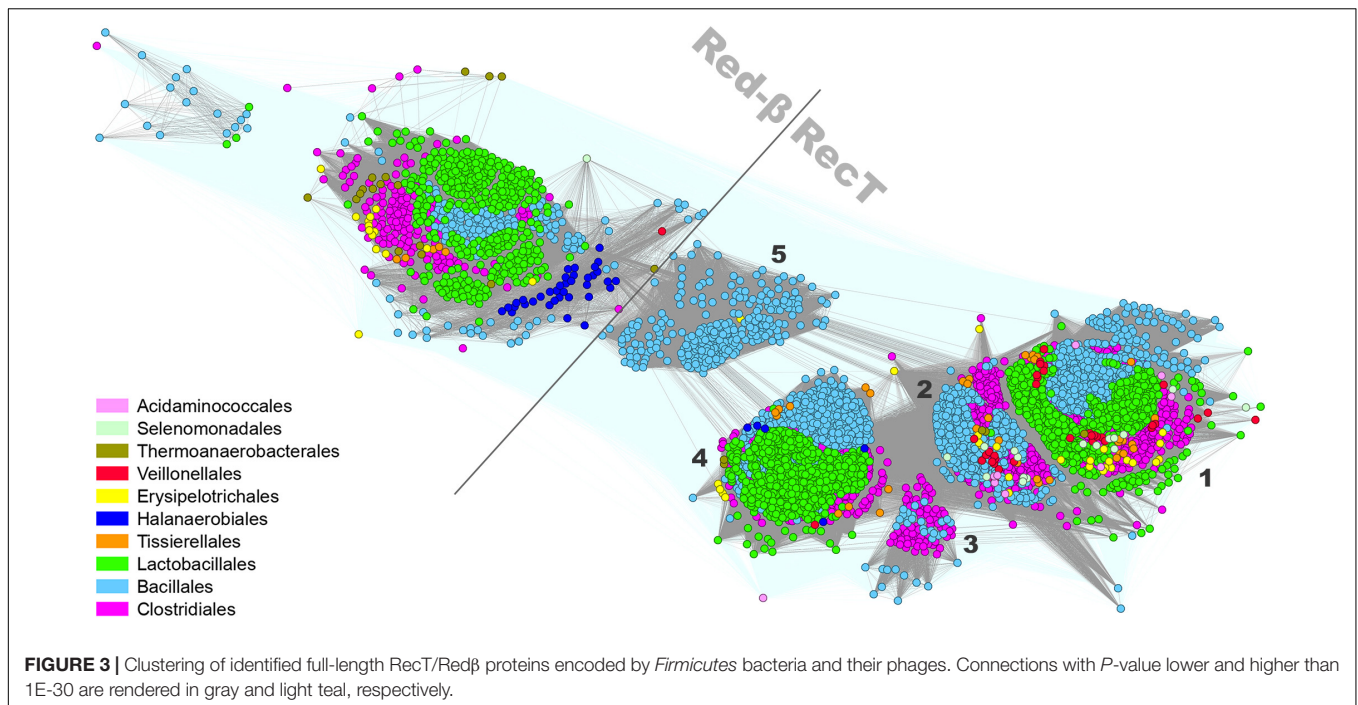 Red-β RecT
5
2
4
1
3
Acidaminococcales
Selenomonadales
Thermoanaerobacterales
Veillonellales
Erysipelotrichales
Halanaerobiales
Tissierellales
Lactobacillales
Bacillales
Clostridiales
FIGURE 3 | Clustering of identified full-length RecT/Redβ proteins encoded by Firmicutes bacteria and their phages. Connections with P-value lower and higher than
1E-30 are rendered in gray and light teal, respectively.